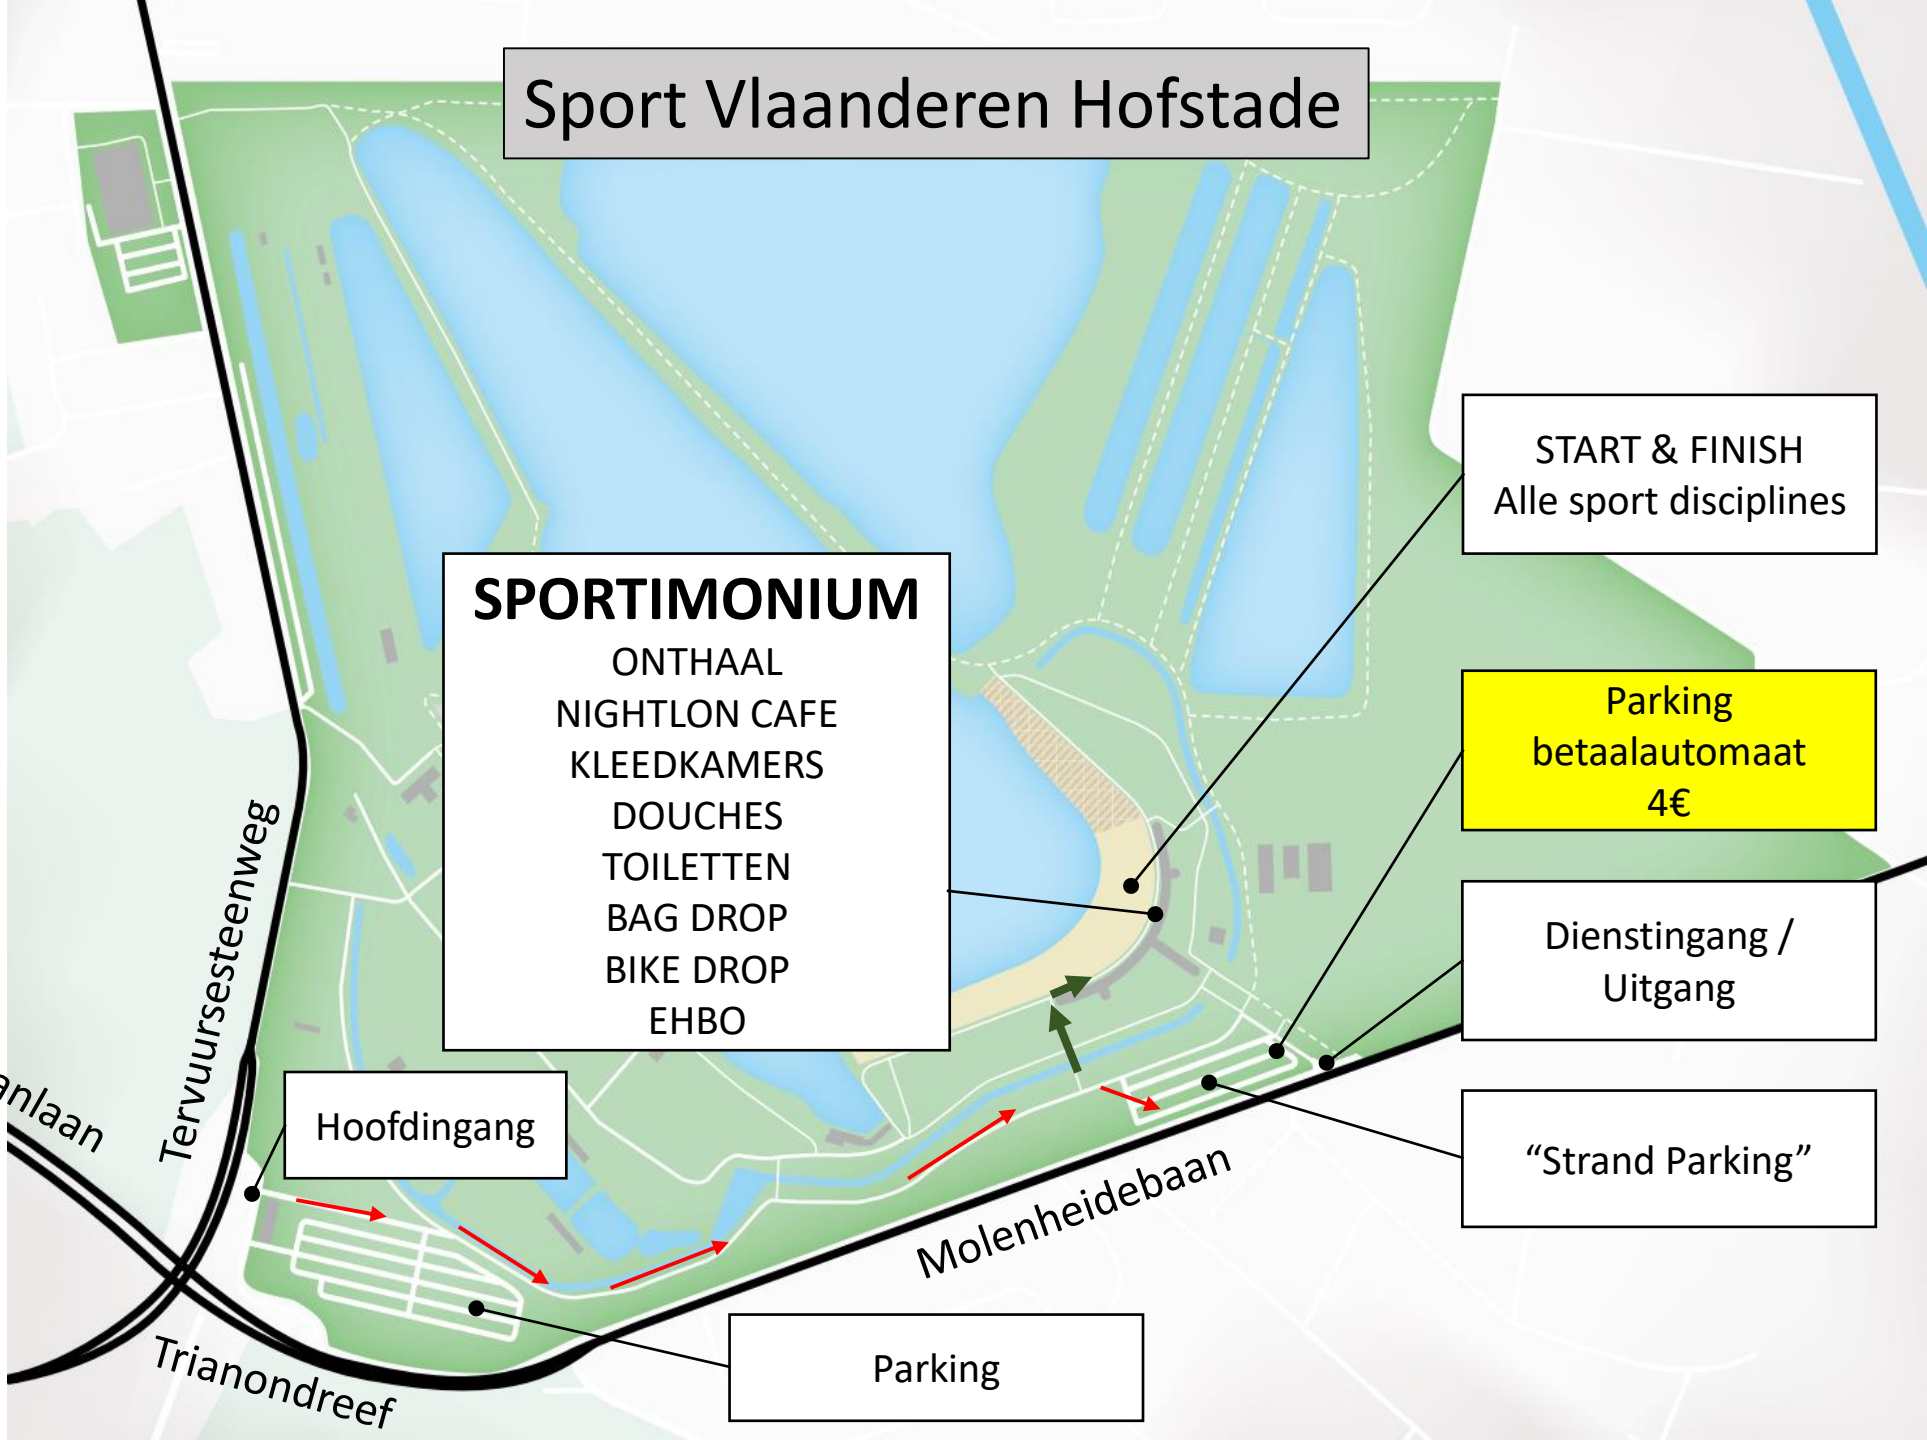 Sport Vlaanderen Hofstade
START & FINISH
Alle sport disciplines
SPORTIMONIUM
ONTHAAL
NIGHTLON CAFE
KLEEDKAMERS
DOUCHES
TOILETTEN
BAG DROP
BIKE DROP
EHBO
Parking
betaalautomaat
4€
Dienstingang /
Uitgang
“Strand Parking”
Tervuursesteenweg
anlaan
Hoofdingang
Molenheidebaan
Trianondreef
Parking